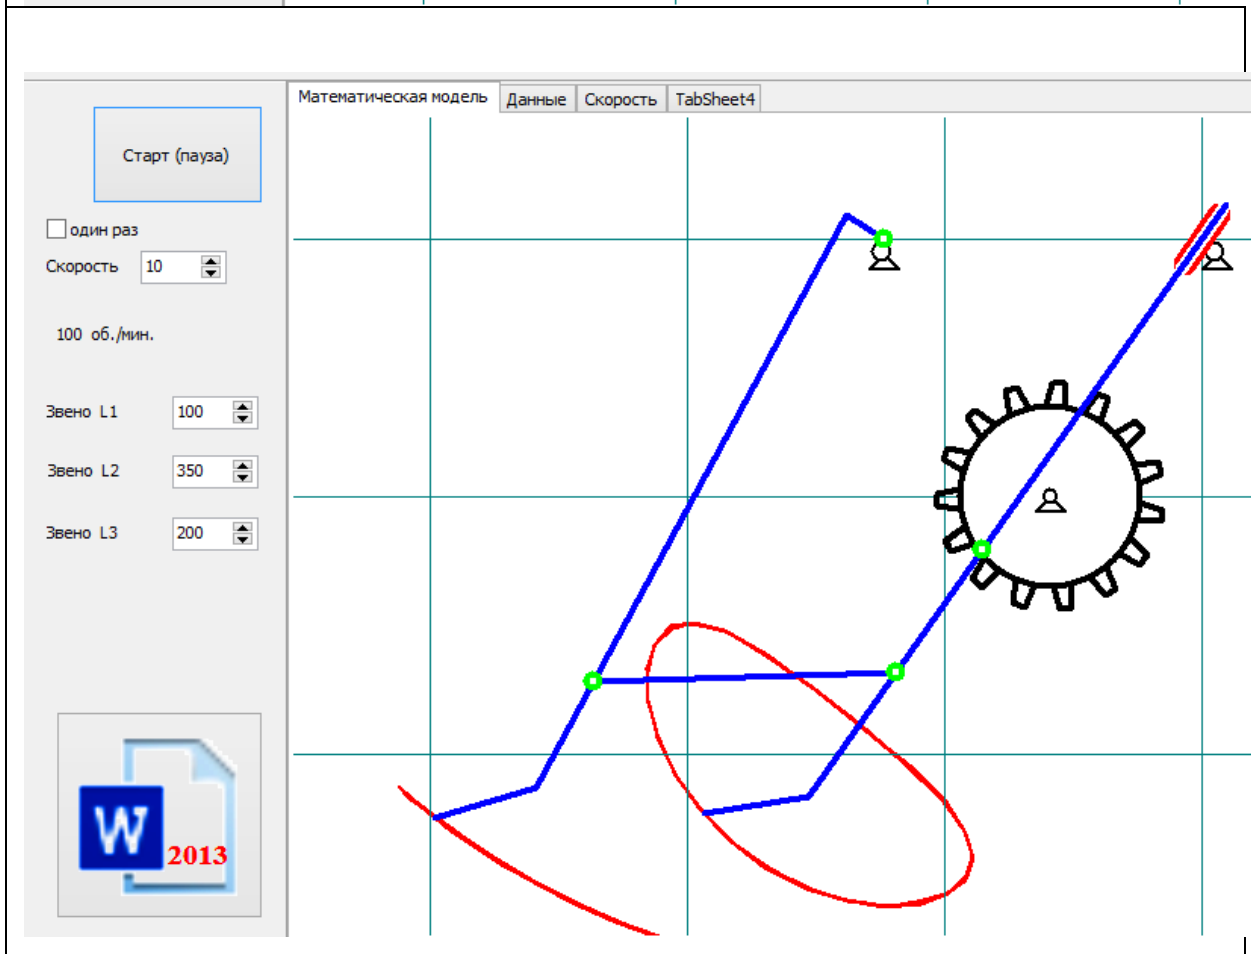 Математическая модель
Данные
Скорость
TabSheet4
Старт (пауза)
один раз
Скорость 10
100 об./мин.
Звено L1 100
Звено L2 350
Звено L3 200
W
2013